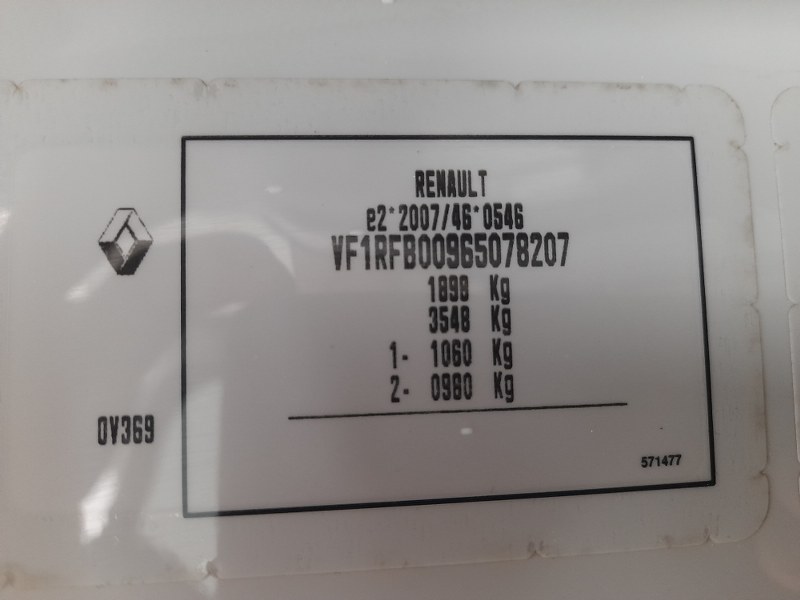 RENAULT
e2*2007/46*0546
VF1RFB00965078207
1898 Kg
3548 Kg
1- 1060 Kg
2- 0980 Kg
0V369
571477